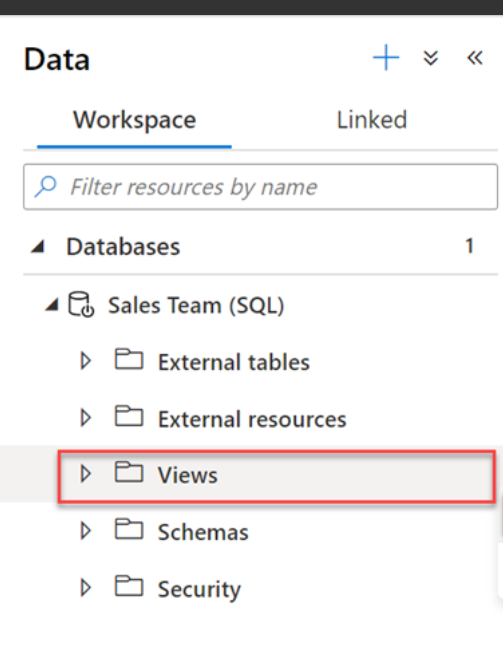 Data
Workspace Linked
Filter resources by name
Databases 1
Sales Team (SQL)
External tables
External resources
Views
Schemas
Security